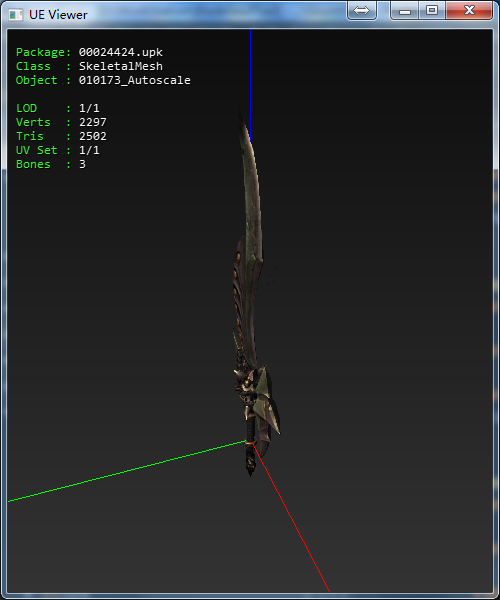 UE Viewer
Package: 00024424.upk
Class : SkeletalMesh
Object : 010173_Autoscale
LOD : 1/1
Verts : 2297
Tris : 2502
UV Set : 1/1
Bones : 3